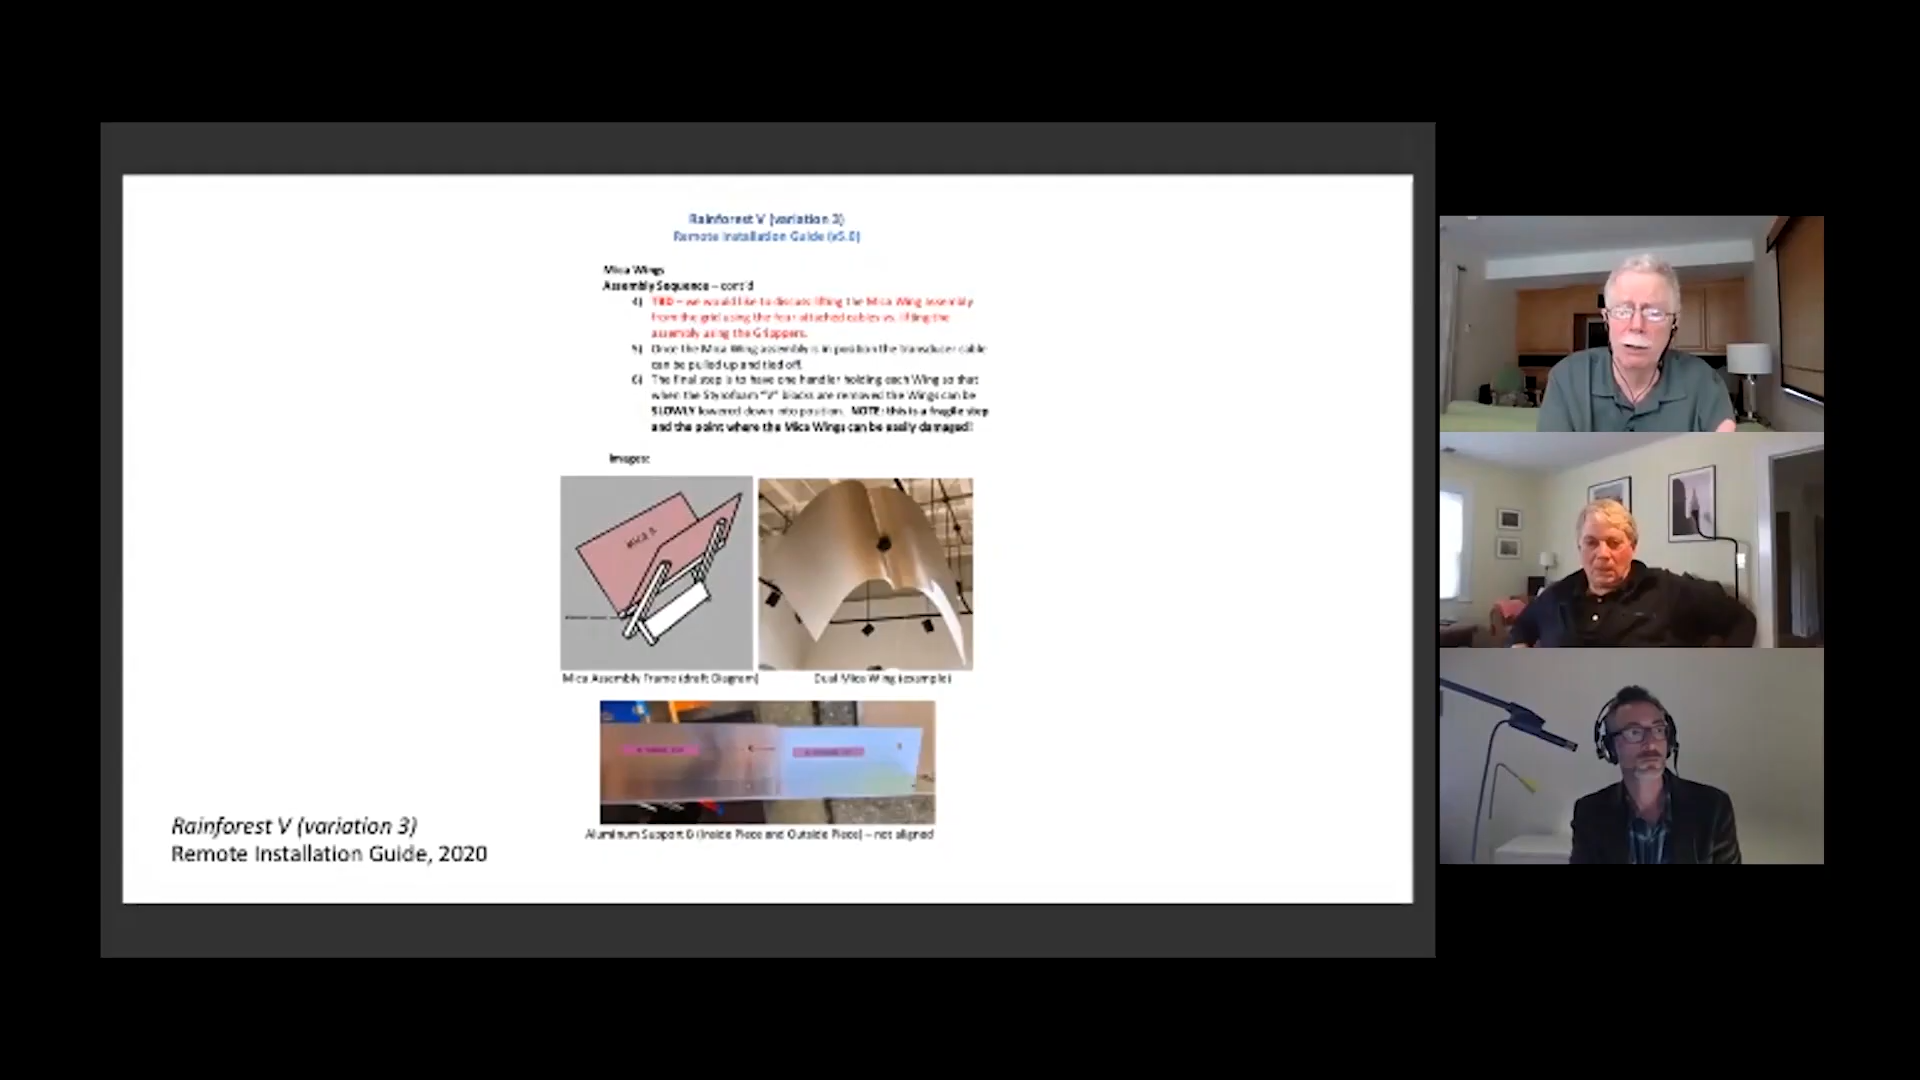 Rainforest V (variation 3)
Remote Installation Guide (v5.0)
Mica Wings
Assembly Sequence – cont'd
4) TBD – we would like to discuss lifting the Mica Wing assembly
from the grid using the four attached cables vs. lifting the
assembly using the Grippers.
5) Once the Mica Wing assembly is in position the transducer cable
can be pulled up and tied off.
6) The final step is to have one handler holding each Wing so that
when the Styrofoam "V" blocks are removed the Wings can be
SLOWLY lowered down into position. NOTE: this is a fragile step
and the point where the Mica Wings can be easily damaged!
Images:
Mica
Mica Assembly Frame (draft Diagram)
Dual Mica Wing (example)
Aluminum Support B (Inside Piece and Outside Piece) – not aligned
Rainforest V (variation 3)
Remote Installation Guide, 2020